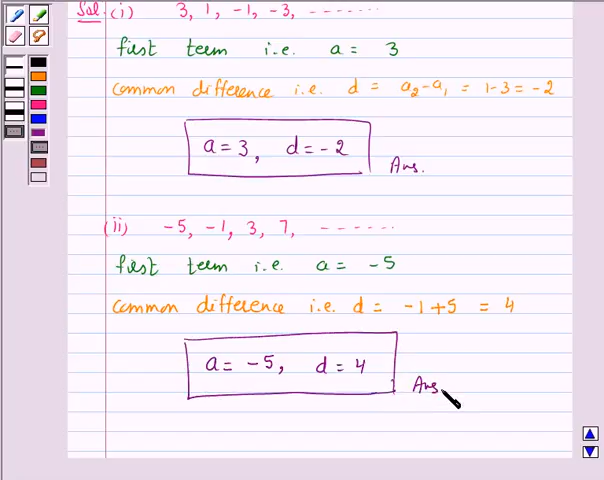 Sol. (i) 3, 1, -1, -3, -------
first term i.e. a = 3
common difference i.e. d = a₂-a₁ = 1-3 = -2
a = 3, d = -2
Ans.
(ii) -5, -1, 3, 7, -------
first term i.e. a = -5
common difference i.e. d = -1+5 = 4
a = -5, d = 4
Ans